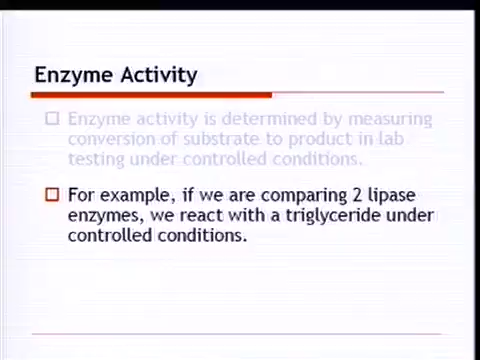 Enzyme Activity
Enzyme activity is determined by measuring
conversion of substrate to product in lab
testing under controlled conditions.
For example, if we are comparing 2 lipase
enzymes, we react with a triglyceride under
controlled conditions.